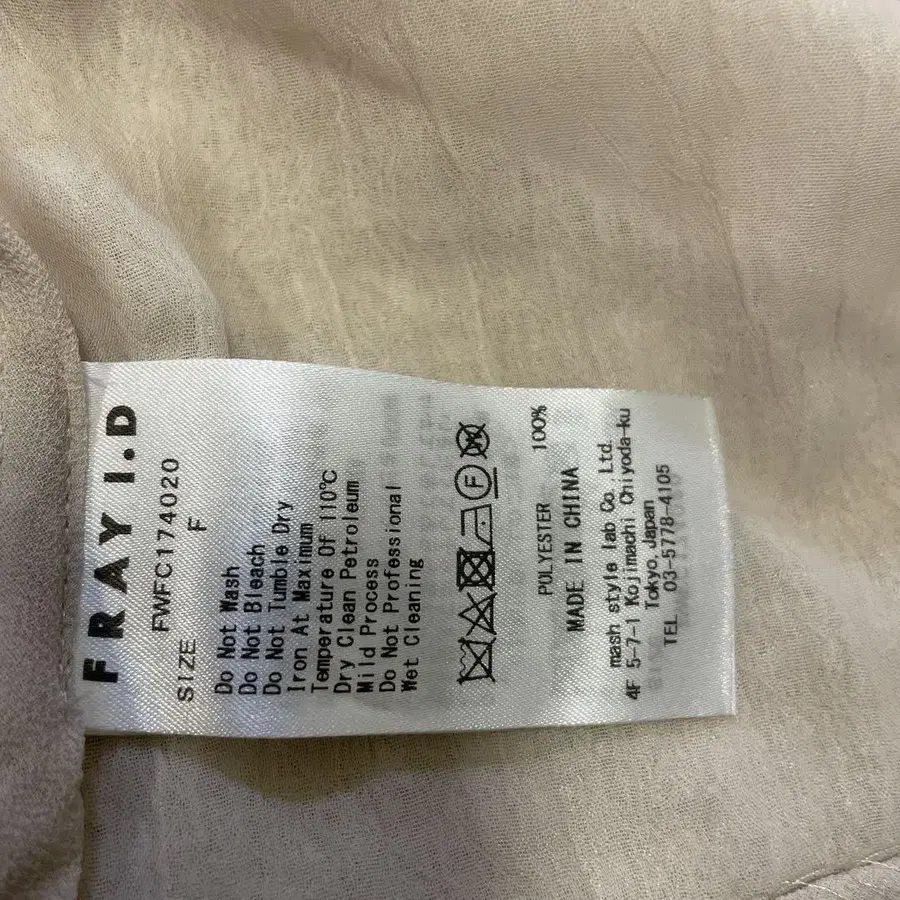 FRAY I.D
FWFC174020
SIZE F
Do Not Wash
Do Not Bleach
Do Not Tumble Dry
Iron At Maximum
Temperature Of 110℃
Dry Clean Petroleum
Mild Process
Do Not Professional
Wet Cleaning
F
POLYESTER 100%
MADE IN CHINA
mash style lab Co., Ltd.
4F 5-7-1 Kojimachi Chiyoda-ku
Tokyo, Japan
TEL 03-5778-4105